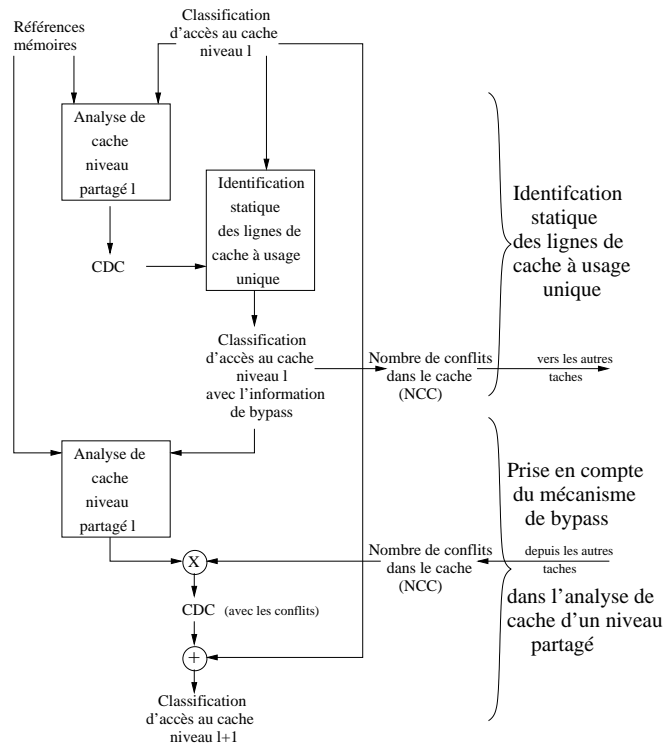 Références
mémoires
Classification
d'accès au cache
niveau l
Analyse de
cache
niveau
partagé l
Identification
statique
des lignes de
cache à usage
unique
CDC
Identifcation
statique
des lignes de
cache à usage
unique
Classification
d'accès au cache
niveau l
avec l'information
de bypass
Nombre de conflits
dans le cache
(NCC)
vers les autres
taches
Analyse de
cache
niveau
partagé l
Prise en compte
du mécanisme
de bypass
X
Nombre de conflits
dans le cache
(NCC)
depuis les autres
taches
CDC (avec les conflits)
dans l'analyse de
cache d'un niveau
partagé
+
Classification
d'accès au cache
niveau l+1